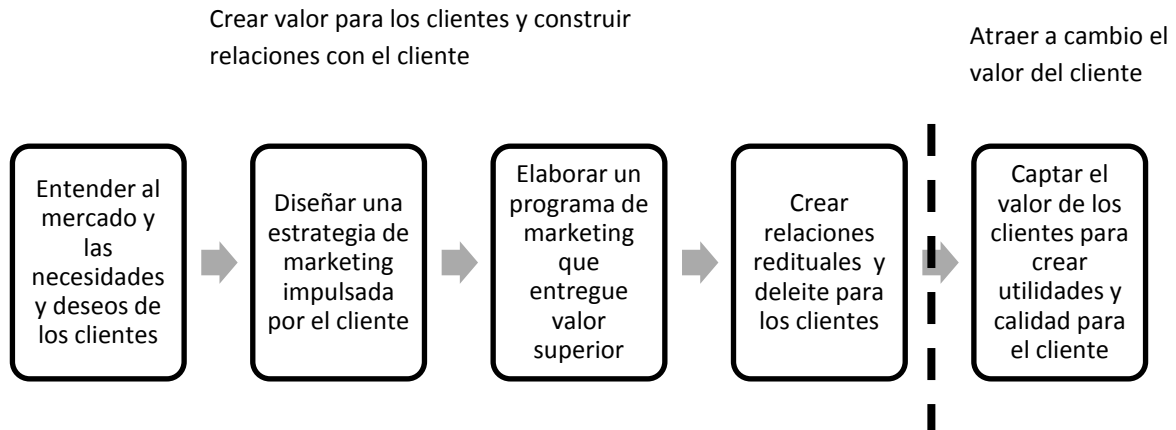 Crear valor para los clientes y construir
relaciones con el cliente
Atraer a cambio el
valor del cliente
Entender al
mercado y
las
necesidades
y deseos de
los clientes
Diseñar una
estrategia de
marketing
impulsada
por el cliente
Elaborar un
programa de
marketing
que
entregue
valor
superior
Crear
relaciones
redituales y
deleite para
los clientes
Captar el
valor de los
clientes para
crear
utilidades y
calidad para
el cliente